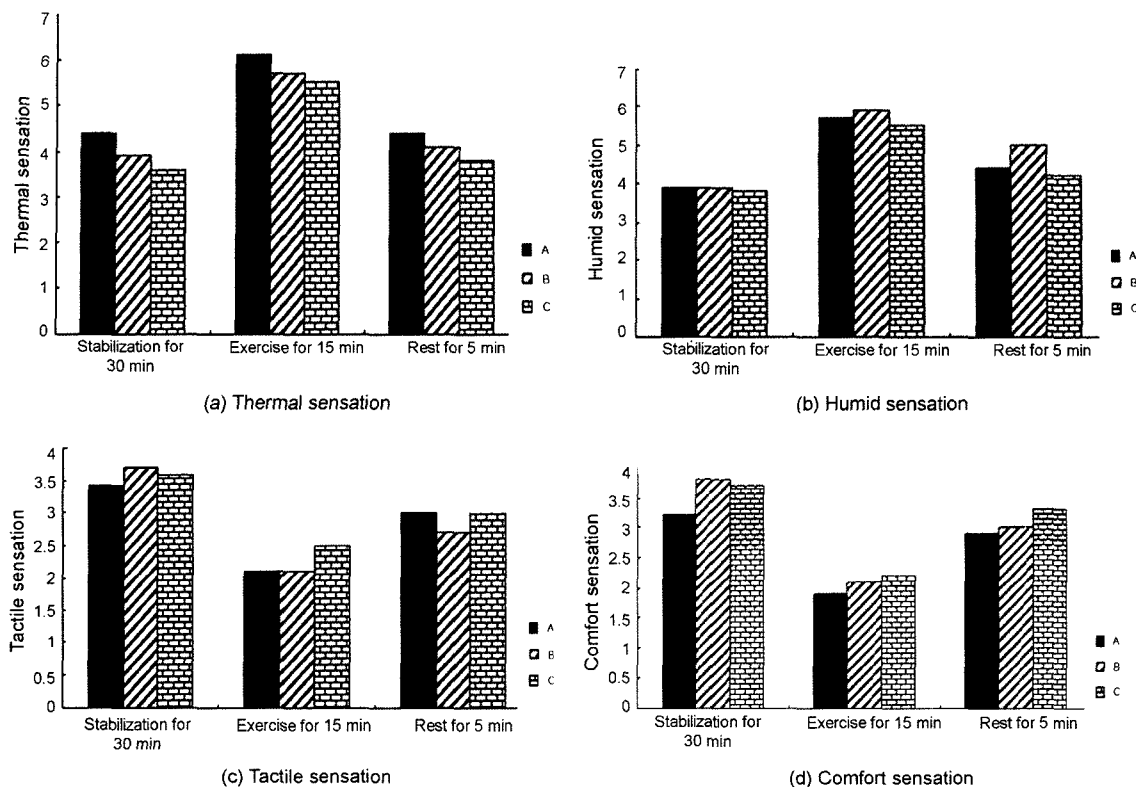 7
6
5
4
3
2
1
0
Thermal sensation
Stabilization for
30 min
Exercise for 15 min
Rest for 5 min
A
B
C
(a) Thermal sensation
7
6
5
4
3
2
1
0
Humid sensation
Stabilization for
30 min
Exercise for 15 min
Rest for 5 min
A
B
C
(b) Humid sensation
4
3.5
3
2.5
2
1.5
1
0.5
0
Tactile sensation
Stabilization for
30 min
Exercise for 15 min
Rest for 5 min
A
B
C
(c) Tactile sensation
4
3.5
3
2.5
2
1.5
1
0.5
0
Comfort sensation
Stabilization for
30 min
Exercise for 15 min
Rest for 5 min
A
B
C
(d) Comfort sensation